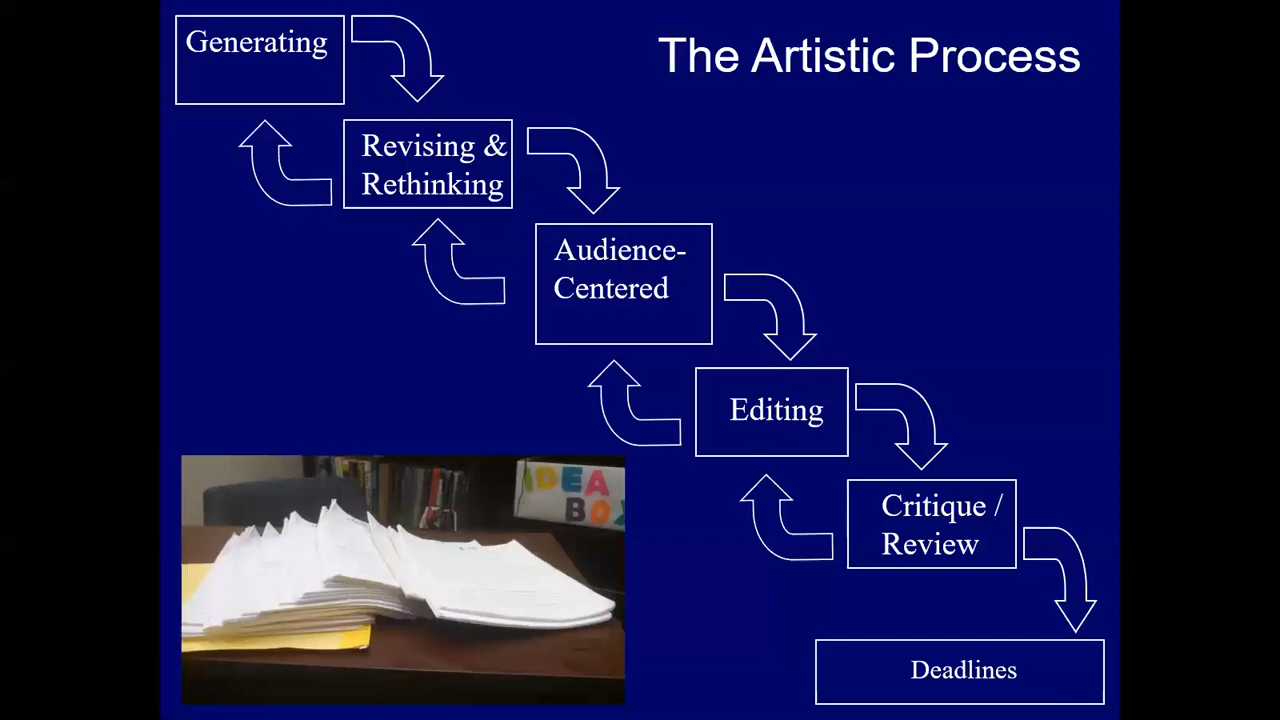 The Artistic Process
Generating
Revising &
Rethinking
Audience-
Centered
Editing
Critique /
Review
Deadlines
IDEA
BOX